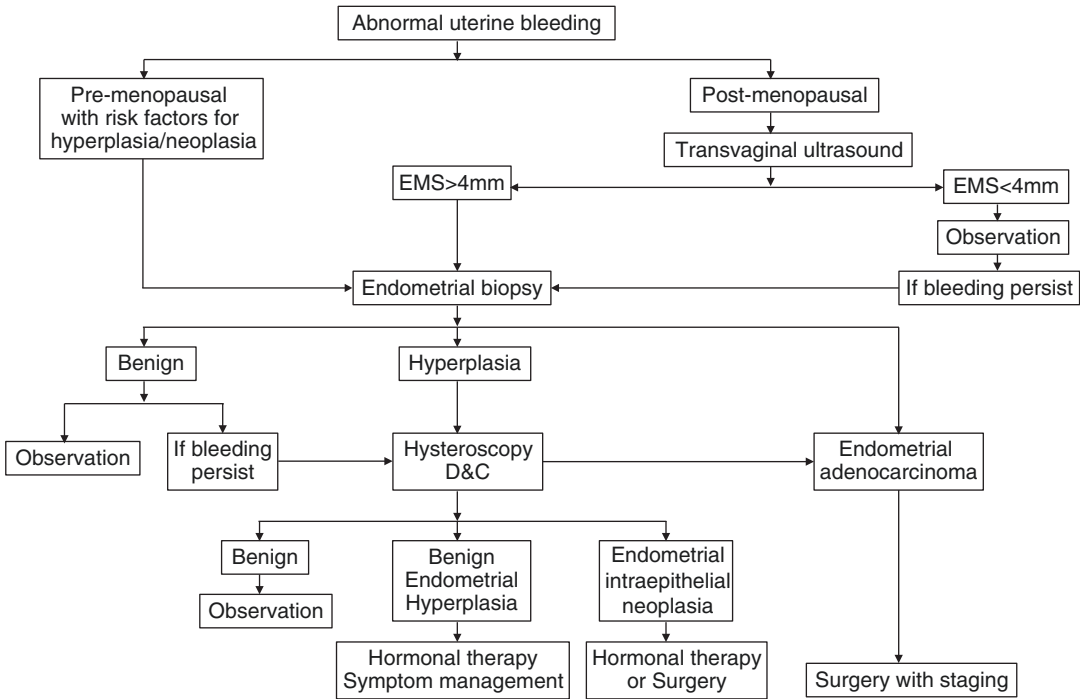 Abnormal uterine bleeding
Pre-menopausal
with risk factors for
hyperplasia/neoplasia
Post-menopausal
Transvaginal ultrasound
EMS>4mm
EMS<4mm
Observation
If bleeding persist
Endometrial biopsy
Benign
Hyperplasia
Observation
If bleeding
persist
Hysteroscopy
D&C
Endometrial
adenocarcinoma
Benign
Observation
Benign
Endometrial
Hyperplasia
Endometrial
intraepithelial
neoplasia
Hormonal therapy
Symptom management
Hormonal therapy
or Surgery
Surgery with staging